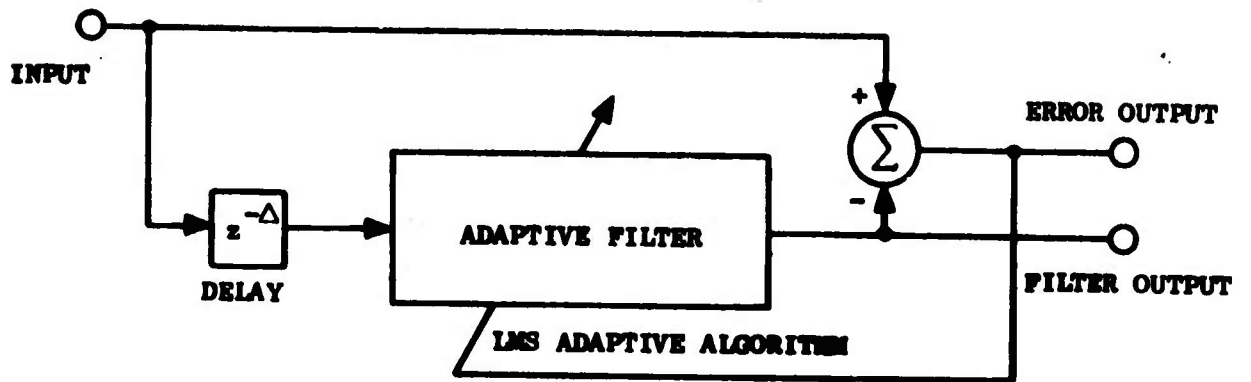 INPUT
+
Σ
ERROR OUTPUT
z^-Δ
ADAPTIVE FILTER
-
DELAY
FILTER OUTPUT
LMS ADAPTIVE ALGORITHM